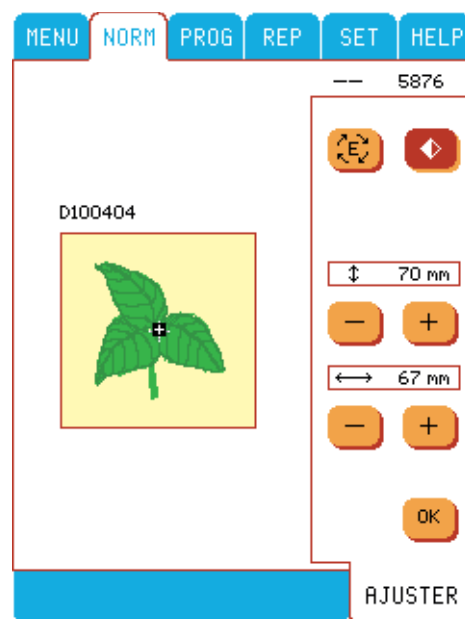 MENU NORM PROG REP SET HELP
-- 5876
E
D100404
↕ 70 mm
− +
↔ 67 mm
− +
OK
AJUSTER